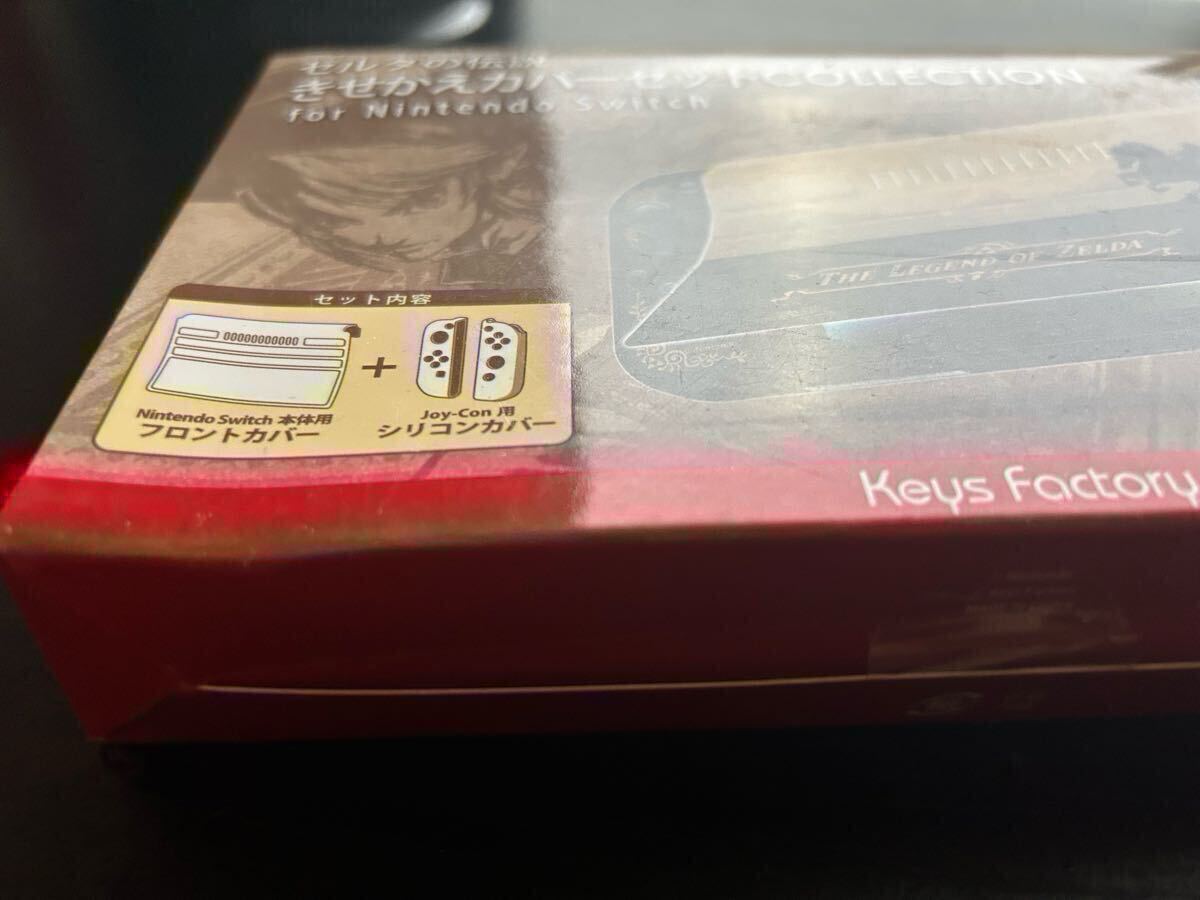 ゼルダの伝説
きせかえカバーセットCOLLECTION
for Nintendo Switch
THE LEGEND OF ZELDA
セット内容
00000000000
+
Nintendo Switch 本体用
フロントカバー
Joy-Con 用
シリコンカバー
Keys Factory